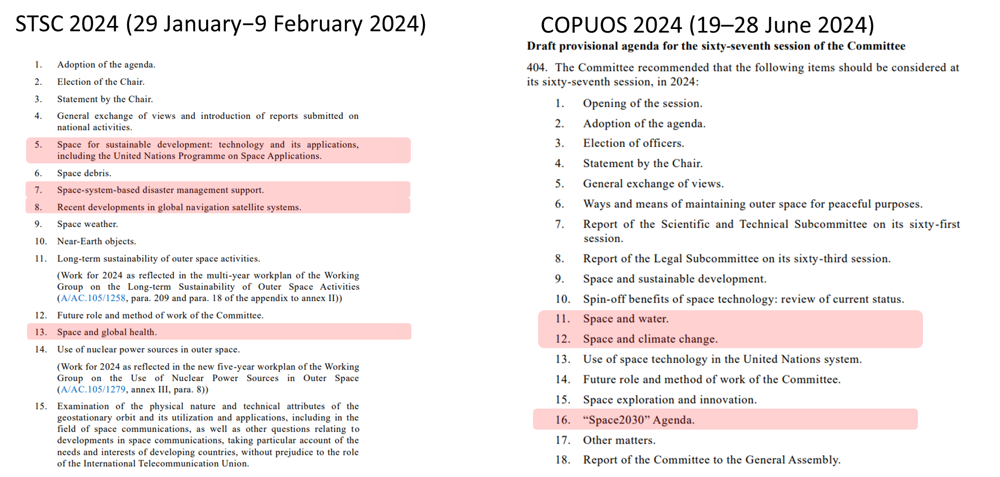 STSC 2024 (29 January–9 February 2024)
1. Adoption of the agenda.
2. Election of the Chair.
3. Statement by the Chair.
4. General exchange of views and introduction of reports submitted on
national activities.
5. Space for sustainable development: technology and its applications,
including the United Nations Programme on Space Applications.
6. Space debris.
7. Space-system-based disaster management support.
8. Recent developments in global navigation satellite systems.
9. Space weather.
10. Near-Earth objects.
11. Long-term sustainability of outer space activities.
(Work for 2024 as reflected in the multi-year workplan of the Working
Group on the Long-term Sustainability of Outer Space Activities
(A/AC.105/1258, para. 209 and para. 18 of the appendix to annex II))
12. Future role and method of work of the Committee.
13. Space and global health.
14. Use of nuclear power sources in outer space.
(Work for 2024 as reflected in the new five-year workplan of the Working
Group on the Use of Nuclear Power Sources in Outer Space
(A/AC.105/1279, annex III, para. 8))
15. Examination of the physical nature and technical attributes of the
geostationary orbit and its utilization and applications, including in the
field of space communications, as well as other questions relating to
developments in space communications, taking particular account of the
needs and interests of developing countries, without prejudice to the role
of the International Telecommunication Union.
COPUOS 2024 (19–28 June 2024)
Draft provisional agenda for the sixty-seventh session of the Committee
404. The Committee recommended that the following items should be considered at
its sixty-seventh session, in 2024:
1. Opening of the session.
2. Adoption of the agenda.
3. Election of officers.
4. Statement by the Chair.
5. General exchange of views.
6. Ways and means of maintaining outer space for peaceful purposes.
7. Report of the Scientific and Technical Subcommittee on its sixty-first
session.
8. Report of the Legal Subcommittee on its sixty-third session.
9. Space and sustainable development.
10. Spin-off benefits of space technology: review of current status.
11. Space and water.
12. Space and climate change.
13. Use of space technology in the United Nations system.
14. Future role and method of work of the Committee.
15. Space exploration and innovation.
16. “Space2030” Agenda.
17. Other matters.
18. Report of the Committee to the General Assembly.